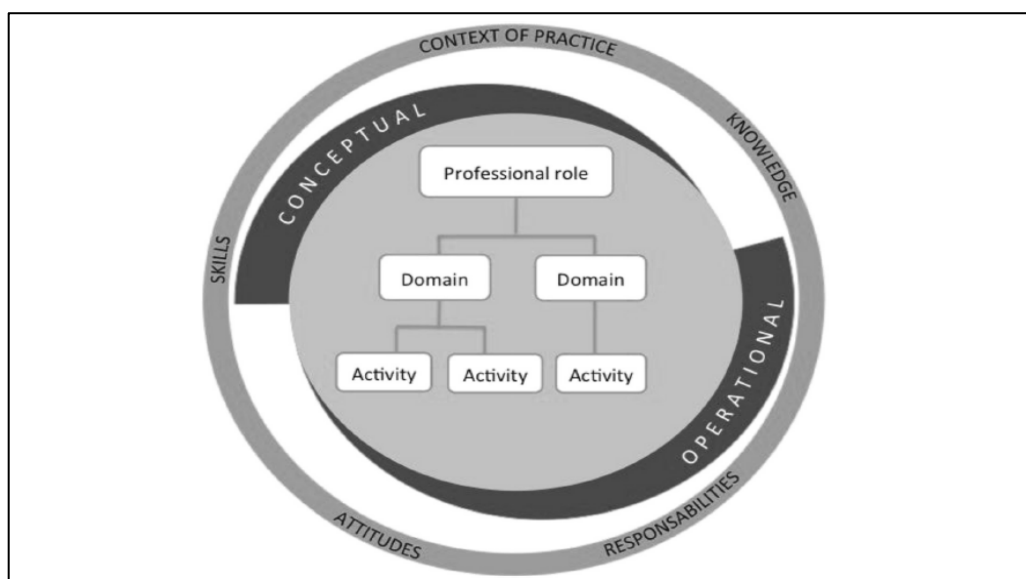 CONTEXT OF PRACTICE
KNOWLEDGE
CONCEPTUAL
SKILLS
Professional role
Domain
Domain
Activity
Activity
Activity
OPERATIONAL
ATTITUDES
RESPONSABILITIES